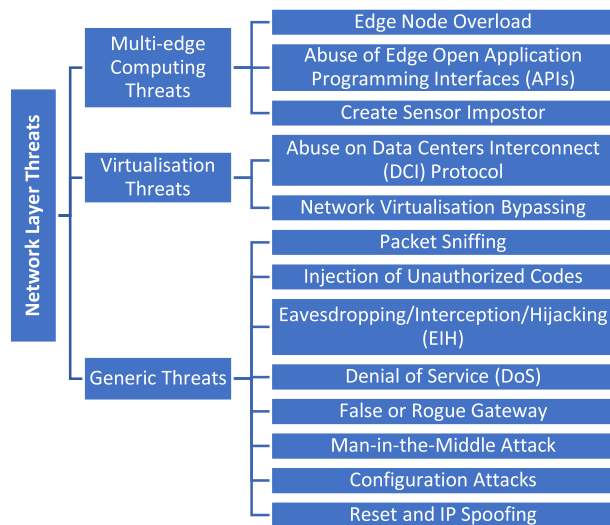 Network Layer Threats
Multi-edge
Computing
Threats
Edge Node Overload
Abuse of Edge Open Application
Programming Interfaces (APIs)
Create Sensor Impostor
Virtualisation
Threats
Abuse on Data Centers Interconnect
(DCI) Protocol
Network Virtualisation Bypassing
Generic Threats
Packet Sniffing
Injection of Unauthorized Codes
Eavesdropping/Interception/Hijacking
(EIH)
Denial of Service (DoS)
False or Rogue Gateway
Man-in-the-Middle Attack
Configuration Attacks
Reset and IP Spoofing